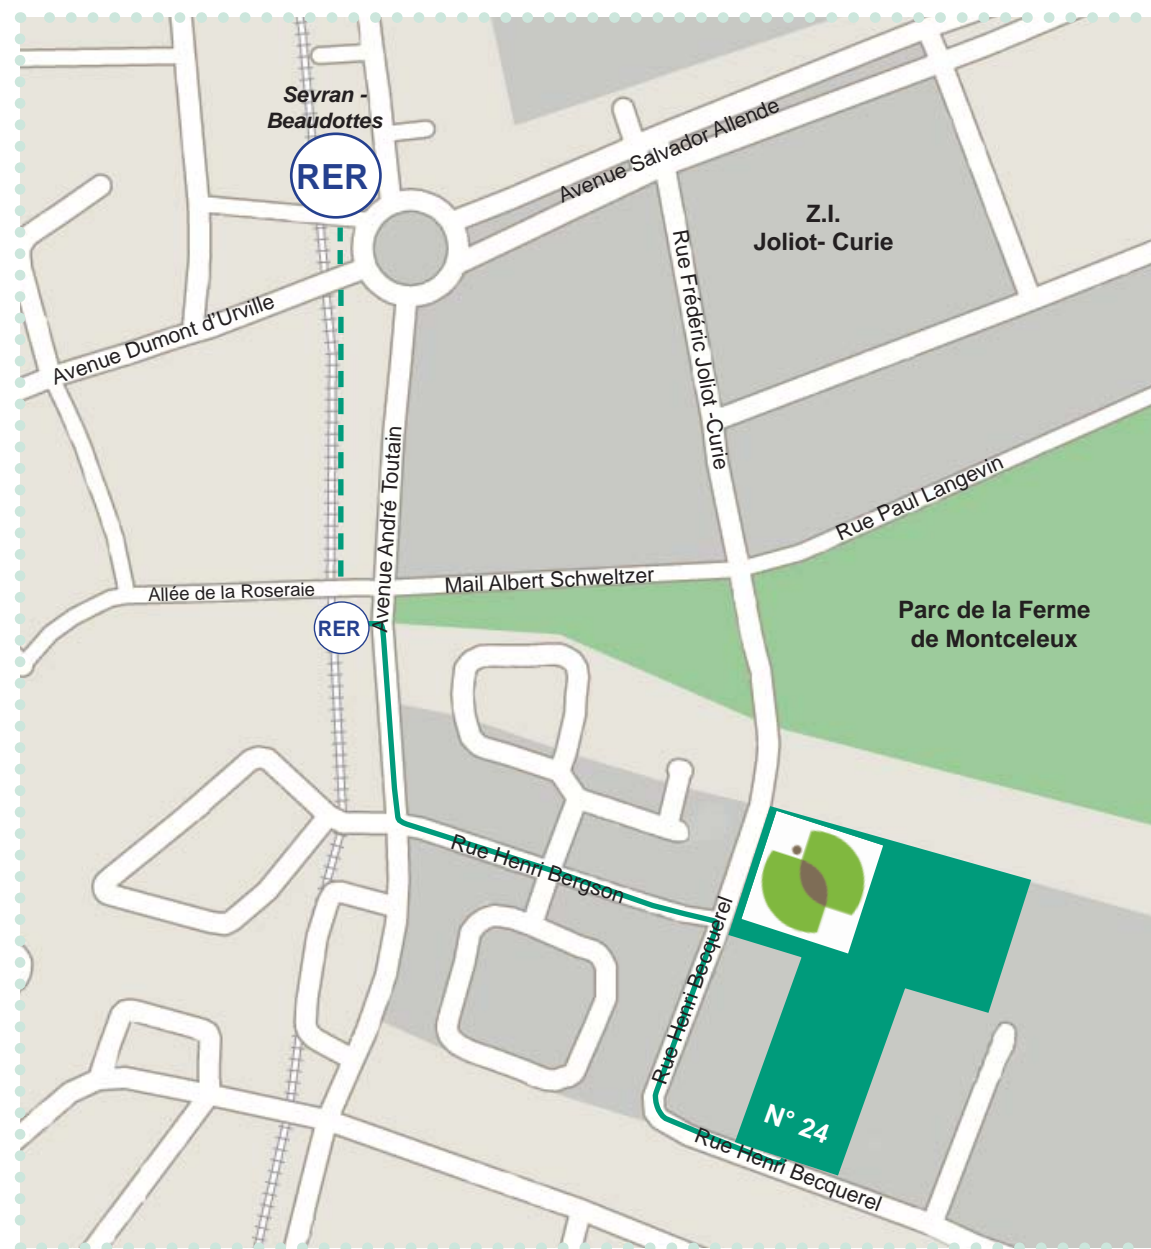 Sevran -
Beaudottes
RER
Avenue Salvador Allende
Z.I.
Joliot- Curie
Rue Frédéric Joliot -Curie
Avenue Dumont d'Urville
Avenue André Toutain
Rue Paul Langevin
Allée de la Roseraie
Mail Albert Schweltzer
RER
Parc de la Ferme
de Montceleux
Rue Henri Bergson
Rue Henri Becquerel
N° 24
Rue Henri Becquerel